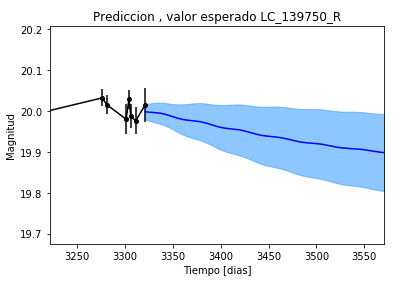 Prediccion , valor esperado LC_139750_R
20.2
20.1
20.0
19.9
19.8
19.7
Magnitud
3250 3300 3350 3400 3450 3500 3550
Tiempo [dias]